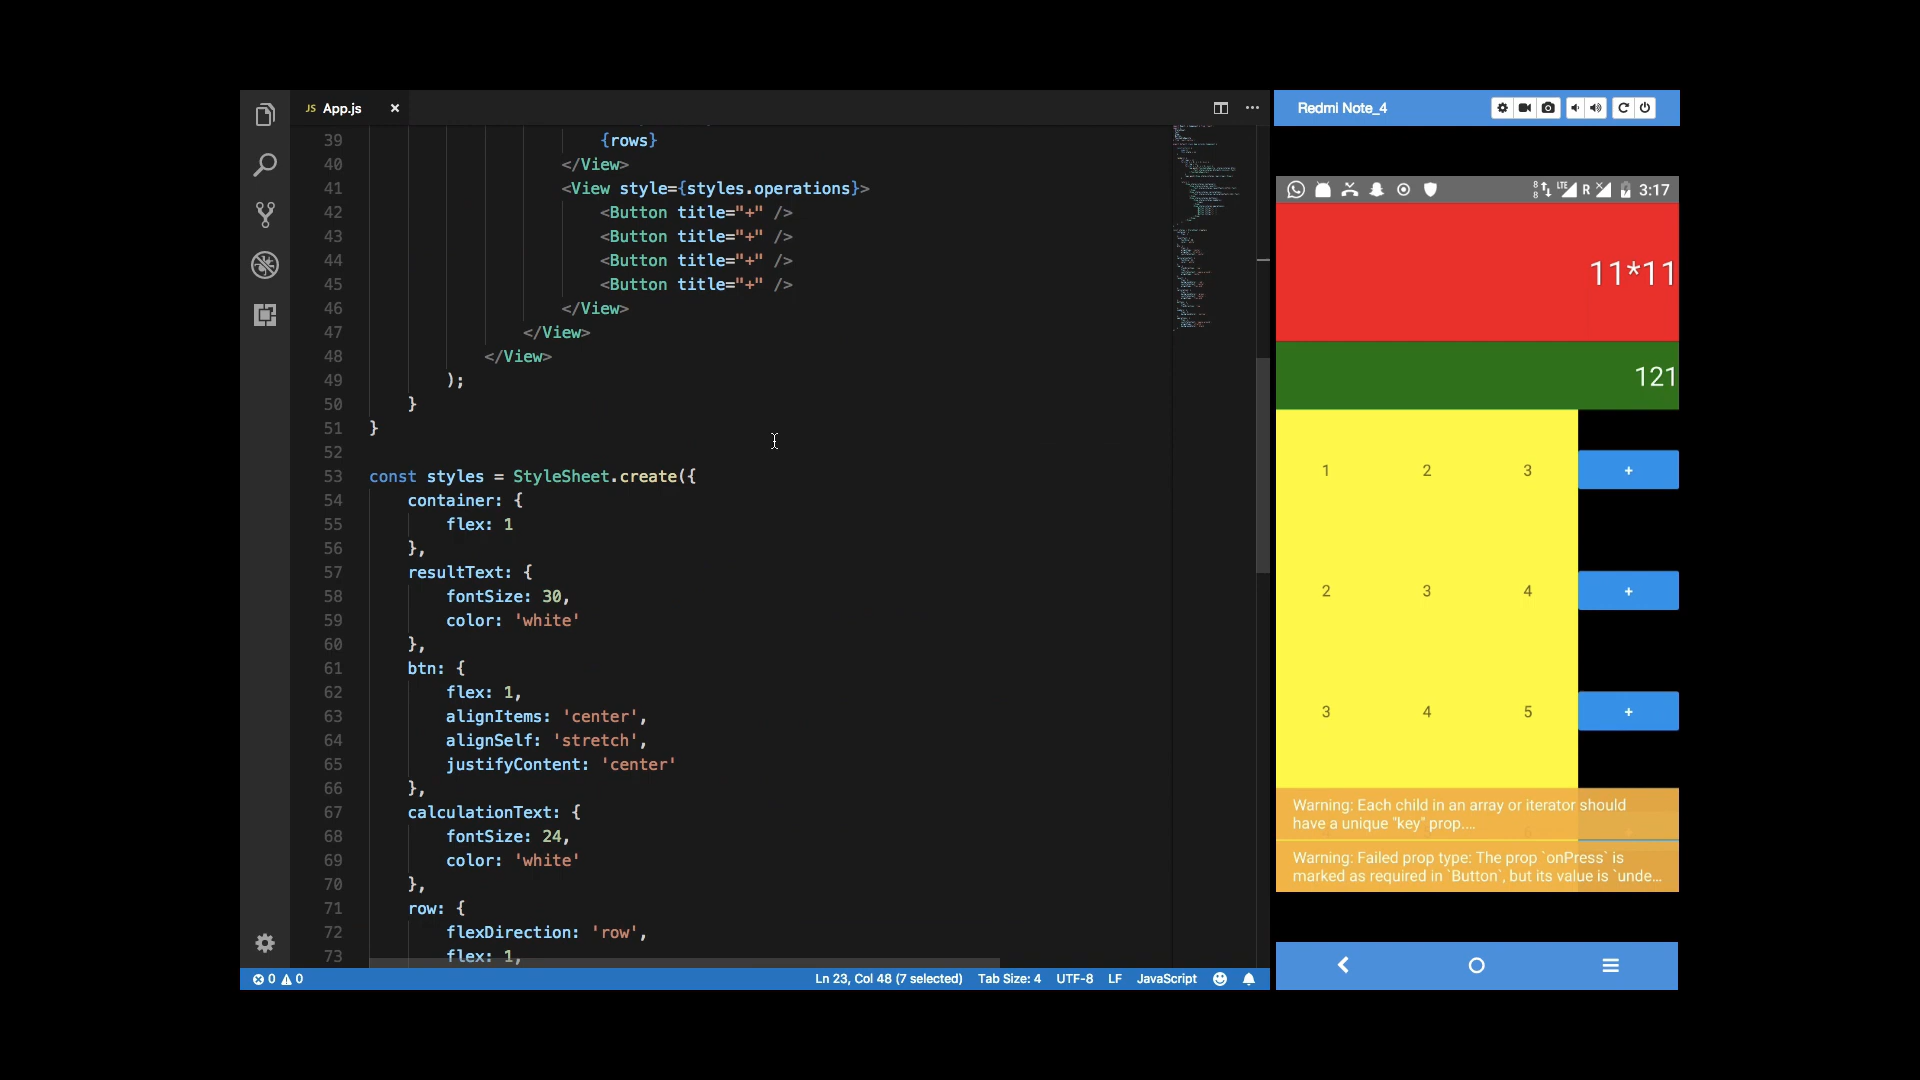 JS App.js ×
39 {rows}
40 </View>
41 <View style={styles.operations}>
42 <Button title="+" />
43 <Button title="+" />
44 <Button title="+" />
45 <Button title="+" />
46 </View>
47 </View>
48 </View>
49 );
50 }
51 }
52
53 const styles = StyleSheet.create({
54 container: {
55 flex: 1
56 },
57 resultText: {
58 fontSize: 30,
59 color: 'white'
60 },
61 btn: {
62 flex: 1,
63 alignItems: 'center',
64 alignSelf: 'stretch',
65 justifyContent: 'center'
66 },
67 calculationText: {
68 fontSize: 24,
69 color: 'white'
70 },
71 row: {
72 flexDirection: 'row',
73 flex: 1,
0 0 Ln 23, Col 48 (7 selected) Tab Size: 4 UTF-8 LF JavaScript
Redmi Note_4
LTE R 3:17
11*11
121
1 2 3 +
2 3 4 +
3 4 5 +
Warning: Each child in an array or iterator should
have a unique "key" prop....
Warning: Failed prop type: The prop `onPress` is
marked as required in `Button`, but its value is `unde...